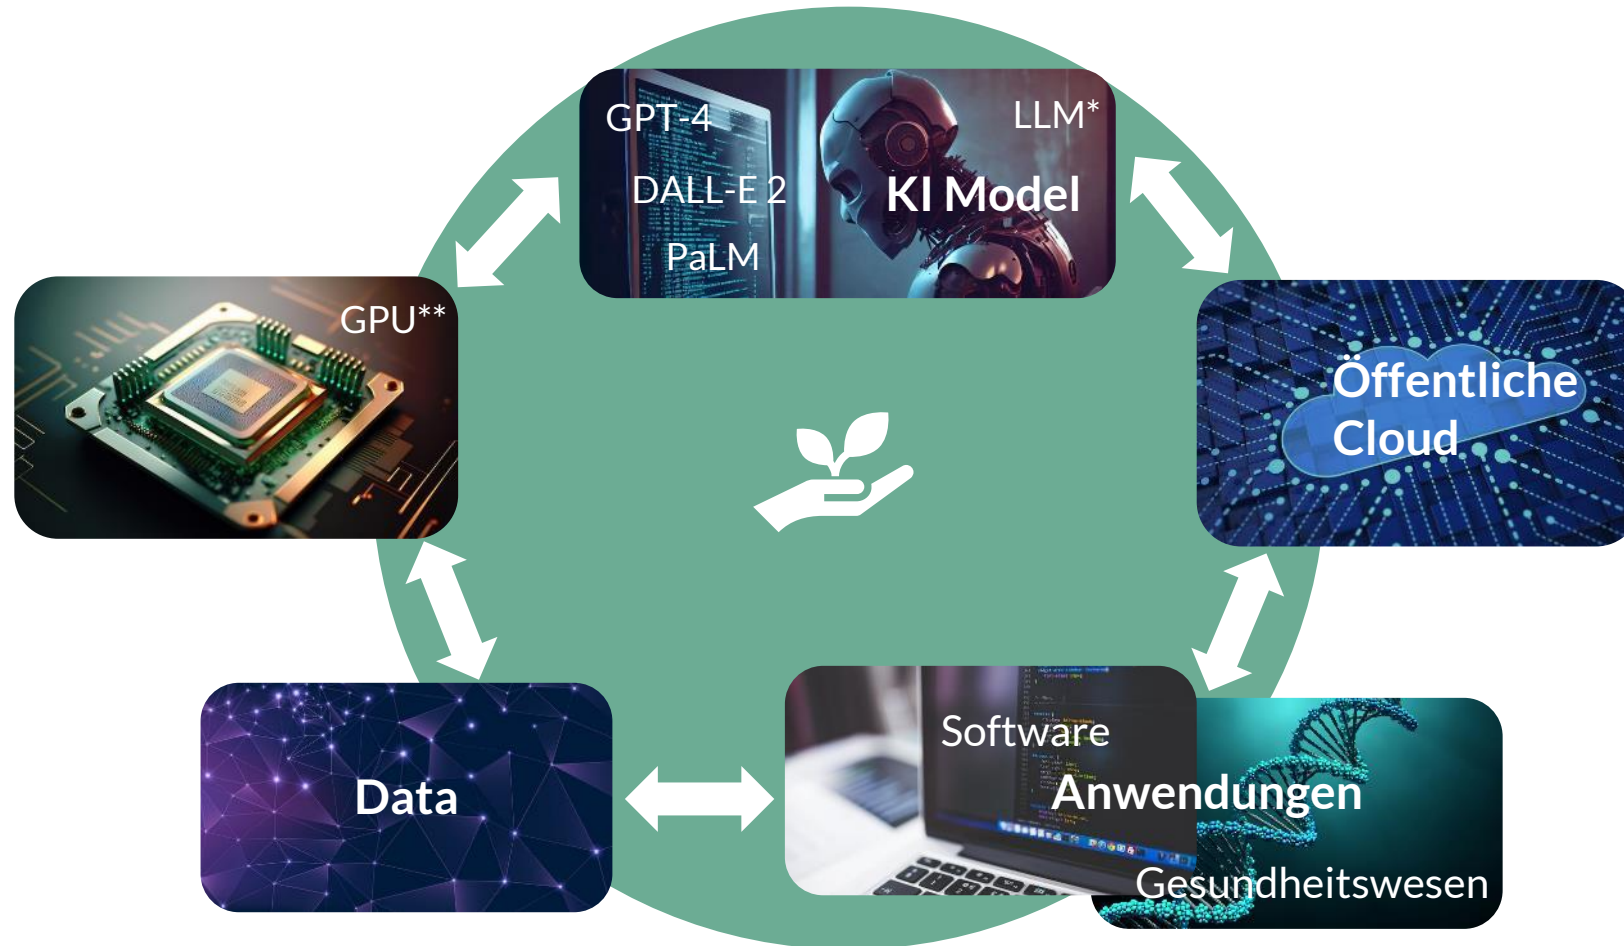 GPT-4
LLM*
DALL-E 2
KI Model
PaLM
GPU**
Öffentliche
Cloud
Software
Data
Anwendungen
Gesundheitswesen